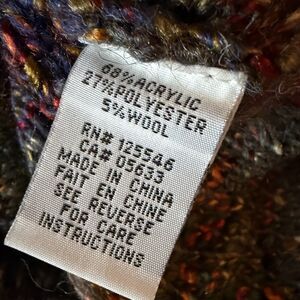 68%ACRYLIC
27%POLYESTER
5%WOOL
RN# 125546
CA# 05633
MADE IN CHINA
FAIT EN CHINE
SEE REVERSE
FOR CARE
INSTRUCTIONS